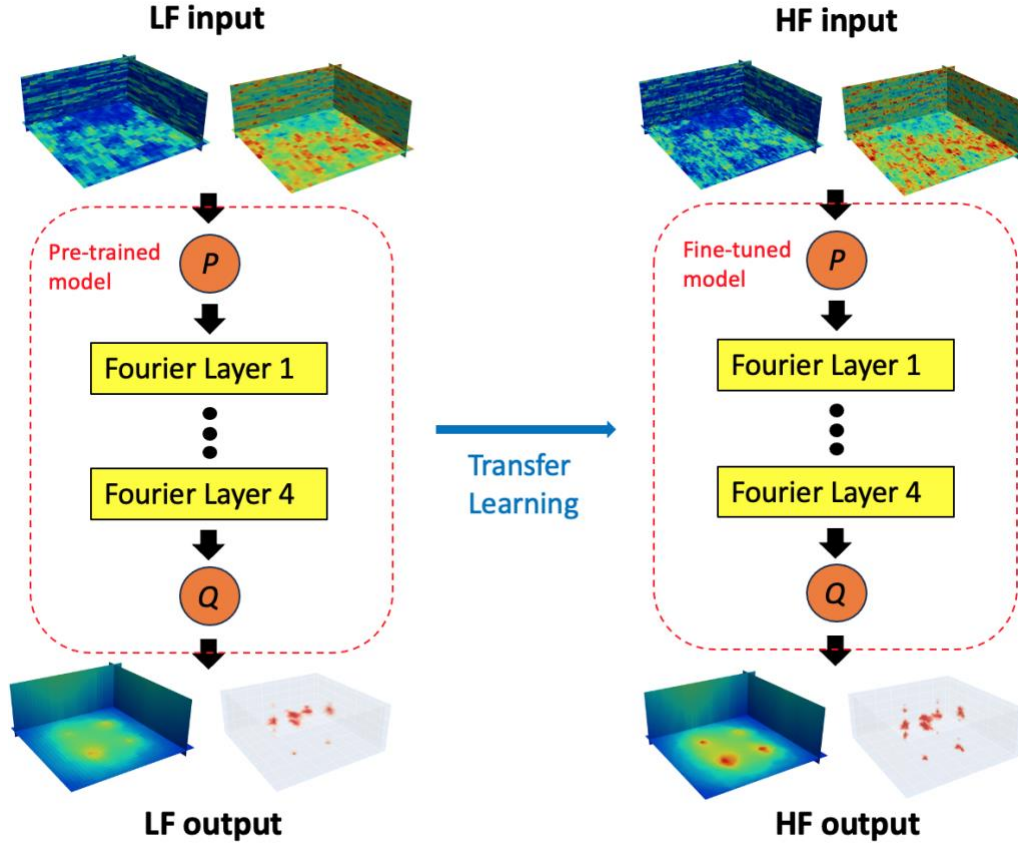 LF input
HF input
Pre-trained
model
P
Fourier Layer 1
Fourier Layer 4
Q
LF output
Transfer
Learning
Fine-tuned
model
P
Fourier Layer 1
Fourier Layer 4
Q
HF output